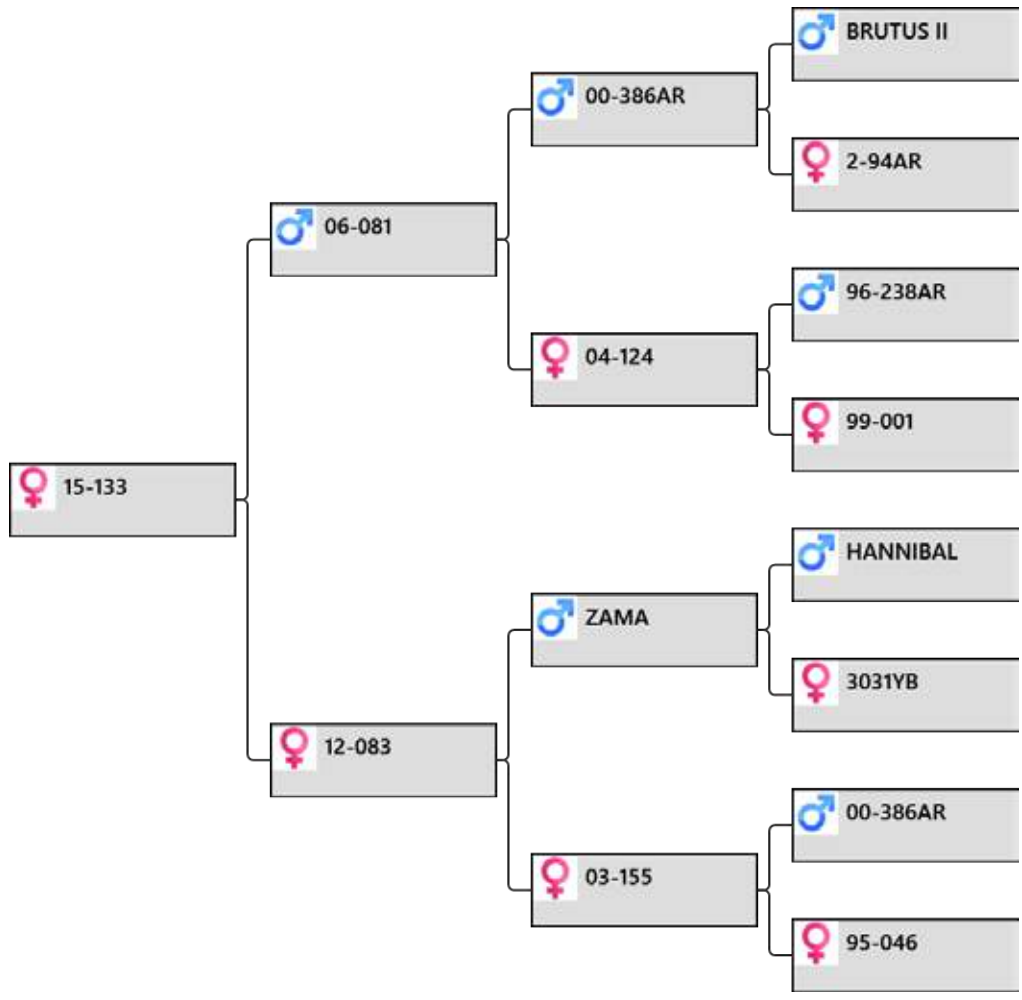 BRUTUS II
00-386AR
2-94AR
06-081
96-238AR
04-124
99-001
15-133
HANNIBAL
ZAMA
3031YB
12-083
00-386AR
03-155
95-046